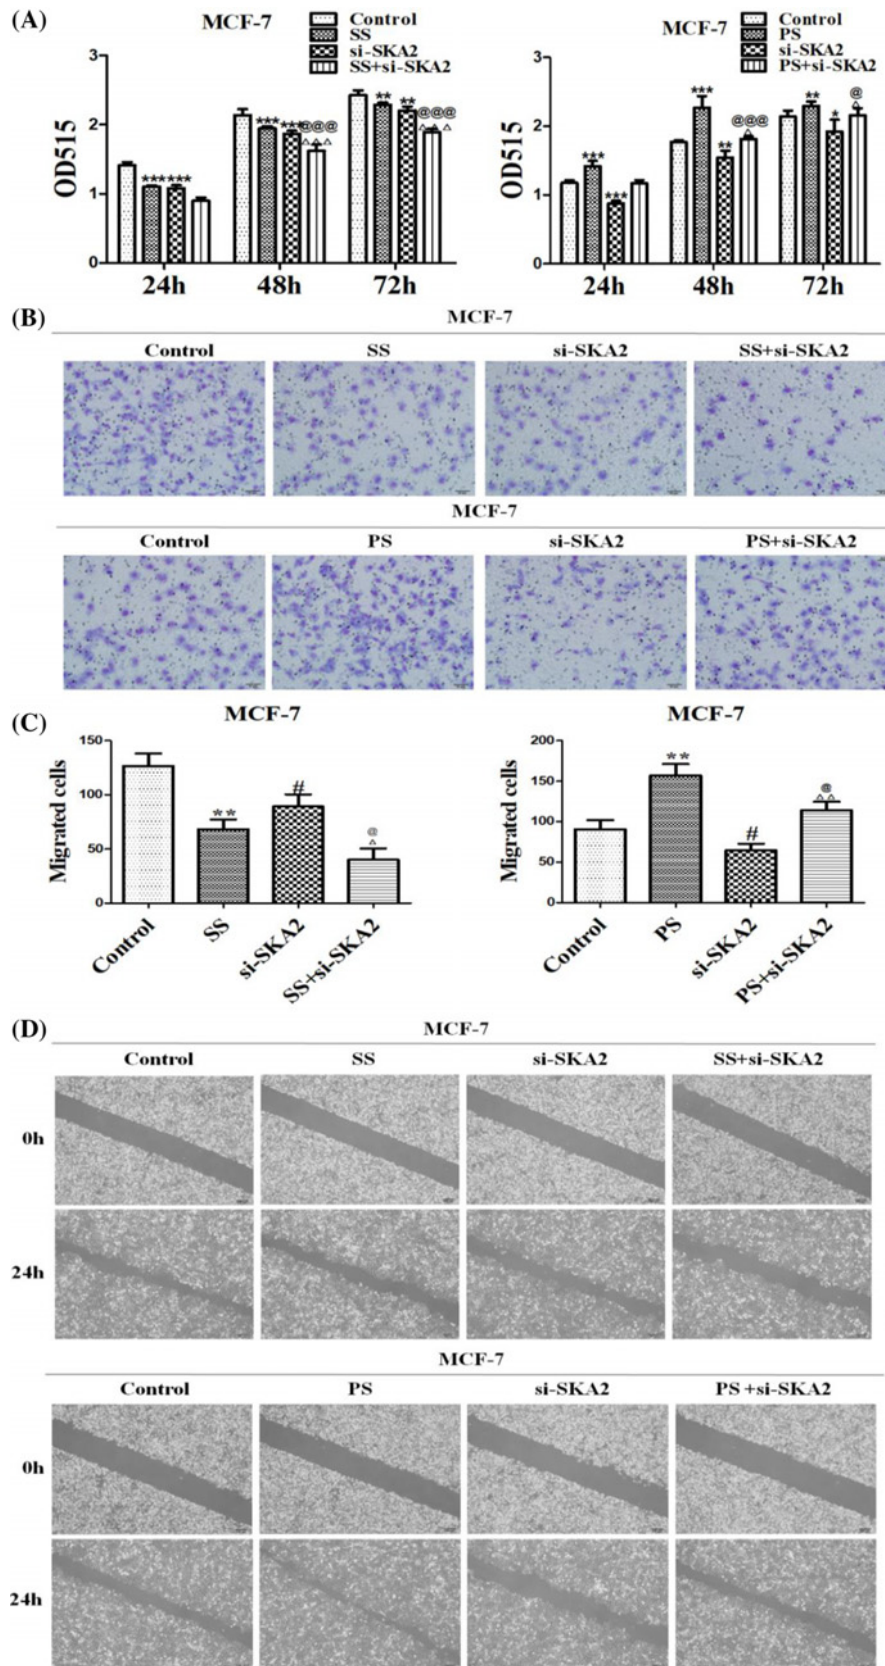 (A)
MCF-7
Control
SS
si-SKA2
SS+si-SKA2
OD515
3
2
1
0
***
***
***
***
@@@
△△△
**
**
@@@
△△△
24h
48h
72h
MCF-7
Control
PS
si-SKA2
PS+si-SKA2
OD515
3
2
1
0
***
***
***
**
@@@
△
**
*
@
△
24h
48h
72h
(B)
MCF-7
Control
SS
si-SKA2
SS+si-SKA2
MCF-7
Control
PS
si-SKA2
PS+si-SKA2
(C)
MCF-7
Migrated cells
150
100
50
0
**
#
@
△
Control
SS
si-SKA2
SS+si-SKA2
MCF-7
Migrated cells
200
150
100
50
0
**
#
@
△△
Control
PS
si-SKA2
PS+si-SKA2
(D)
MCF-7
Control
SS
si-SKA2
SS+si-SKA2
0h
24h
MCF-7
Control
PS
si-SKA2
PS +si-SKA2
0h
24h